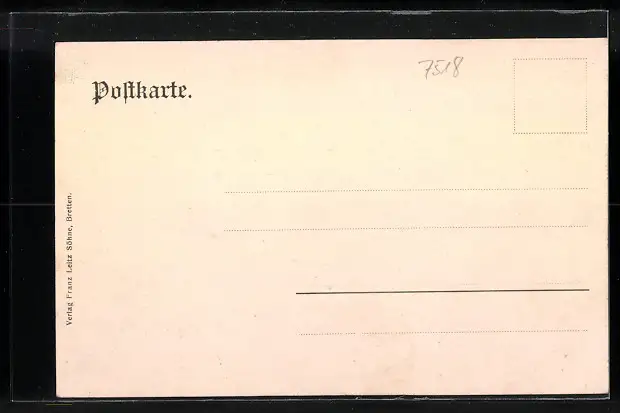 Poſtkarte.
7518
Verlag Franz Leitz Söhne, Bretten.